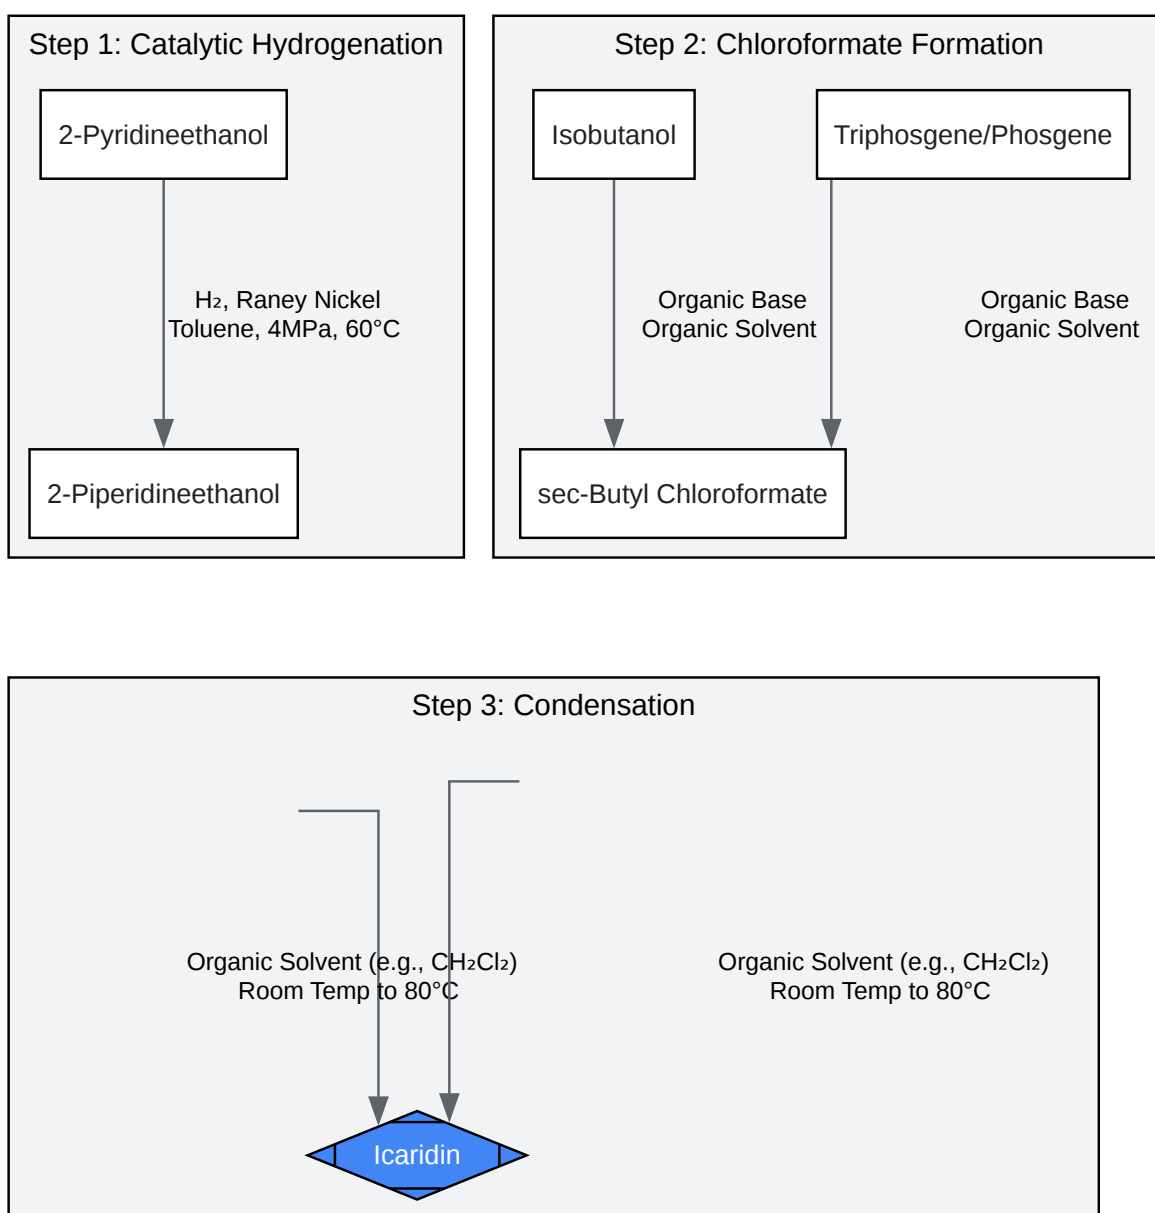 Step 1: Catalytic Hydrogenation
2-Pyridineethanol
H₂, Raney Nickel
Toluene, 4MPa, 60°C
2-Piperidineethanol
Step 2: Chloroformate Formation
Isobutanol
Triphosgene/Phosgene
Organic Base
Organic Solvent
Organic Base
Organic Solvent
sec-Butyl Chloroformate
Step 3: Condensation
Organic Solvent (e.g., CH₂Cl₂)
Room Temp to 80°C
Organic Solvent (e.g., CH₂Cl₂)
Room Temp to 80°C
Icaridin